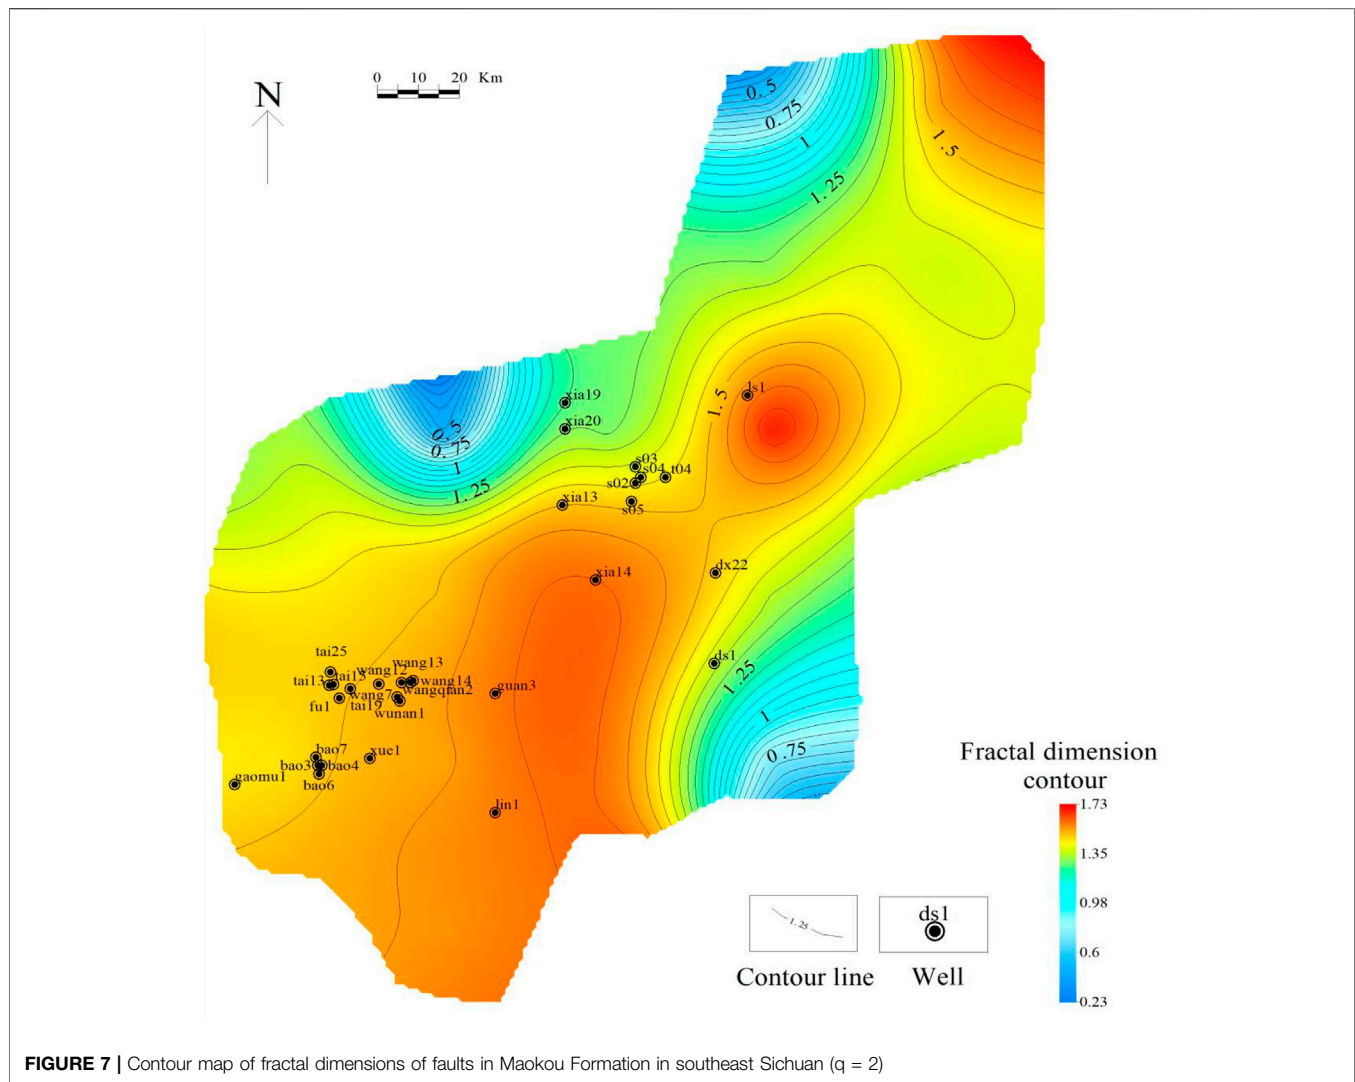 0 10 20 Km
N
0.5
0.75
1
1.25
1.5
ls1
1.5
xia19
xia20
0.5
0.75
1
1.25
s03
s04
t04
s02
s05
xia13
xia14
dx22
ds1
1.25
1
0.75
tai25
wang13
wang12
tai13
tai15
wang14
wang7
wangqian2
guan3
fu1
tai19
wunan1
bao7
xue1
bao3
bao4
gaomu1
bao6
lin1
Fractal dimension
contour
1.73
1.35
0.98
0.6
0.23
1.25
ds1
Contour line
Well
FIGURE 7 | Contour map of fractal dimensions of faults in Maokou Formation in southeast Sichuan (q = 2)